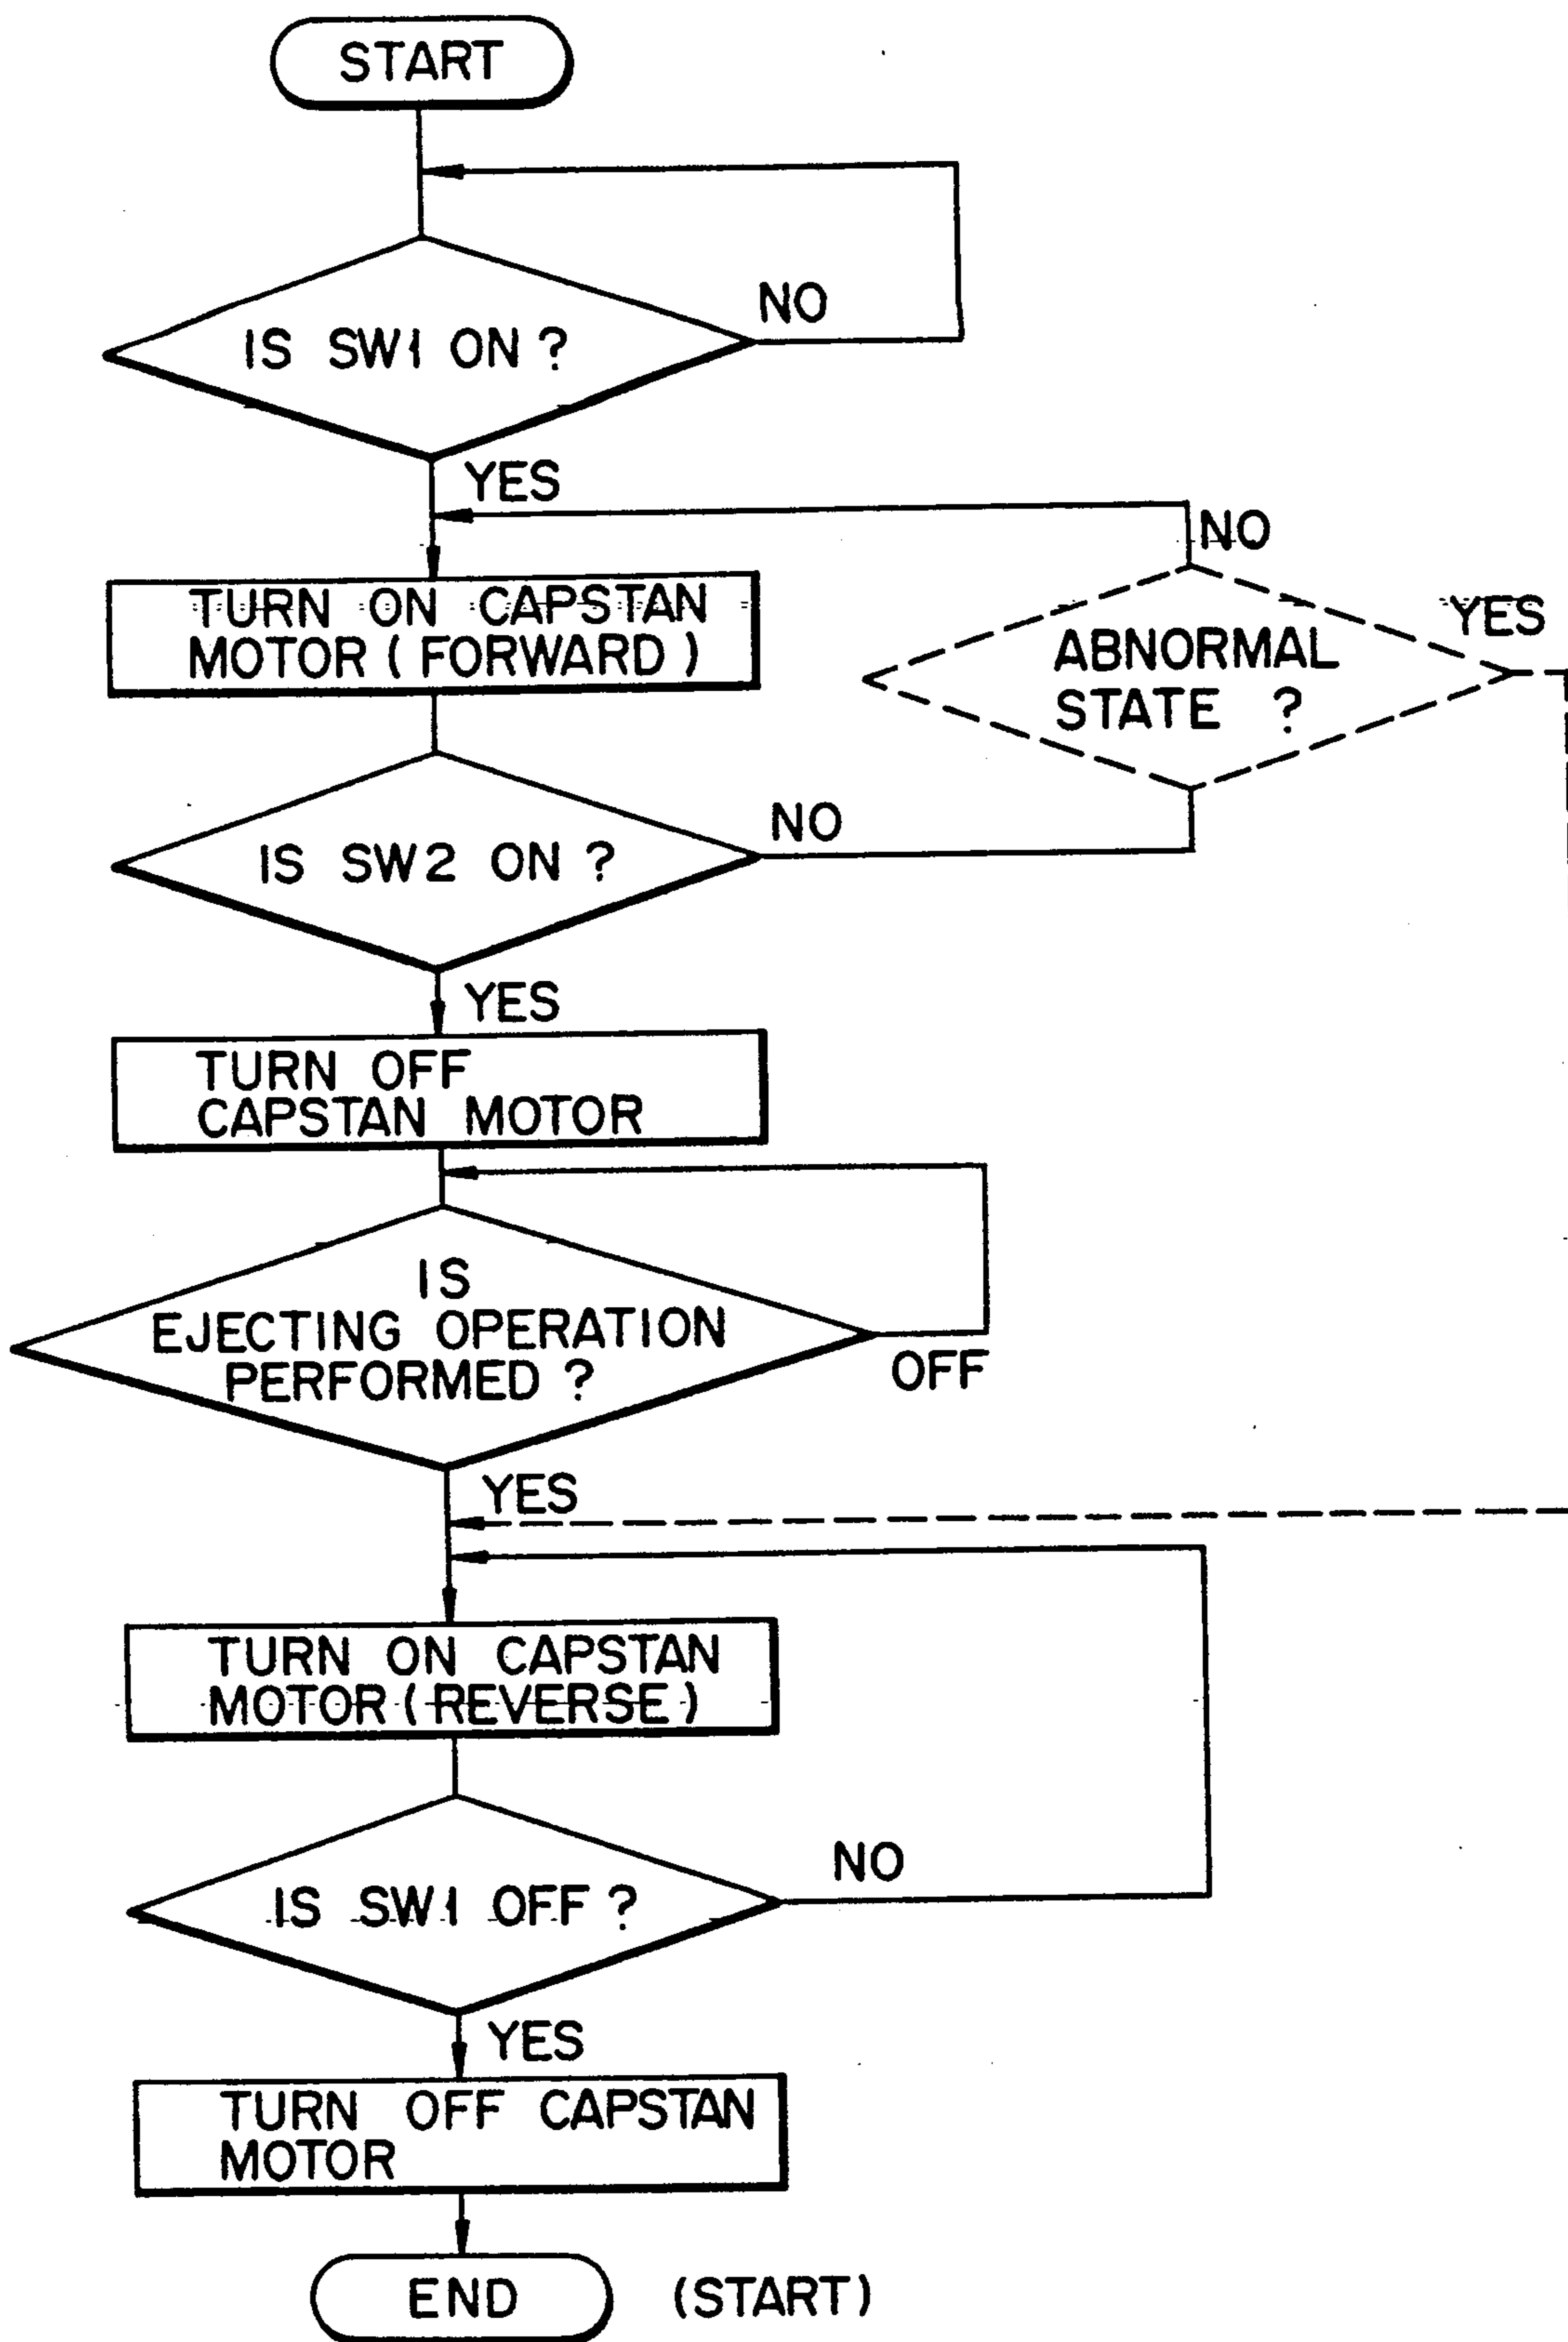 START
NO
IS SW1 ON ?
YES
NO
TURN ON CAPSTAN
MOTOR ( FORWARD )
YES
ABNORMAL
STATE ?
NO
IS SW2 ON ?
YES
TURN OFF
CAPSTAN MOTOR
IS
EJECTING OPERATION
PERFORMED ?
OFF
YES
TURN ON CAPSTAN
MOTOR ( REVERSE )
NO
IS SW1 OFF ?
YES
TURN OFF CAPSTAN
MOTOR
END (START)